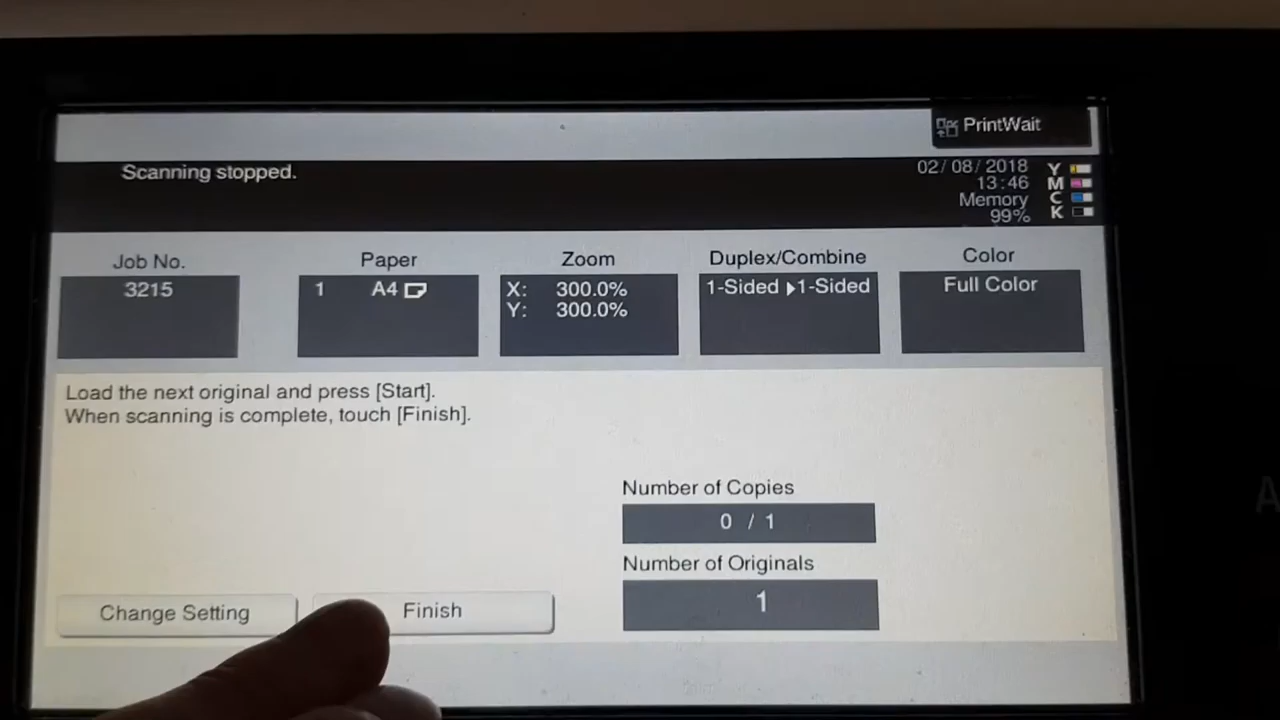 PrintWait
Scanning stopped.
02/08/2018
13:46
Memory
99%
Y
M
C
K
Job No.
3215
Paper
1 A4
Zoom
X: 300.0%
Y: 300.0%
Duplex/Combine
1-Sided 1-Sided
Color
Full Color
Load the next original and press [Start].
When scanning is complete, touch [Finish].
Number of Copies
0 / 1
Number of Originals
1
Change Setting
Finish
A